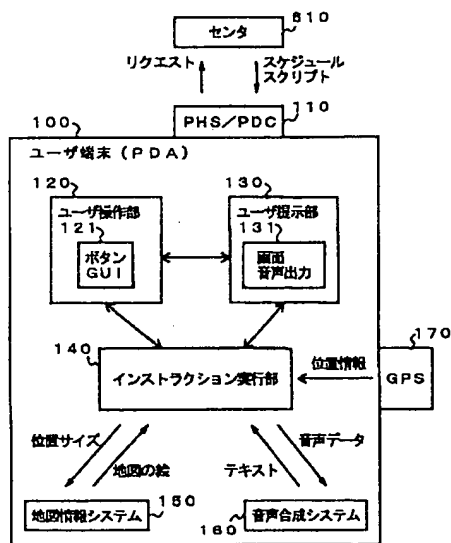 センタ
610
リクエスト
スケジュール
スクリプト
100
PHS/PDC
110
ユーザ端末(PDA)
120
ユーザ操作部
121
ボタン
GUI
130
ユーザ提示部
131
画面
音声出力
140
インストラクション実行部
位置情報
170
GPS
位置サイズ
地図の絵
テキスト
音声データ
地図情報システム
150
音声合成システム
160